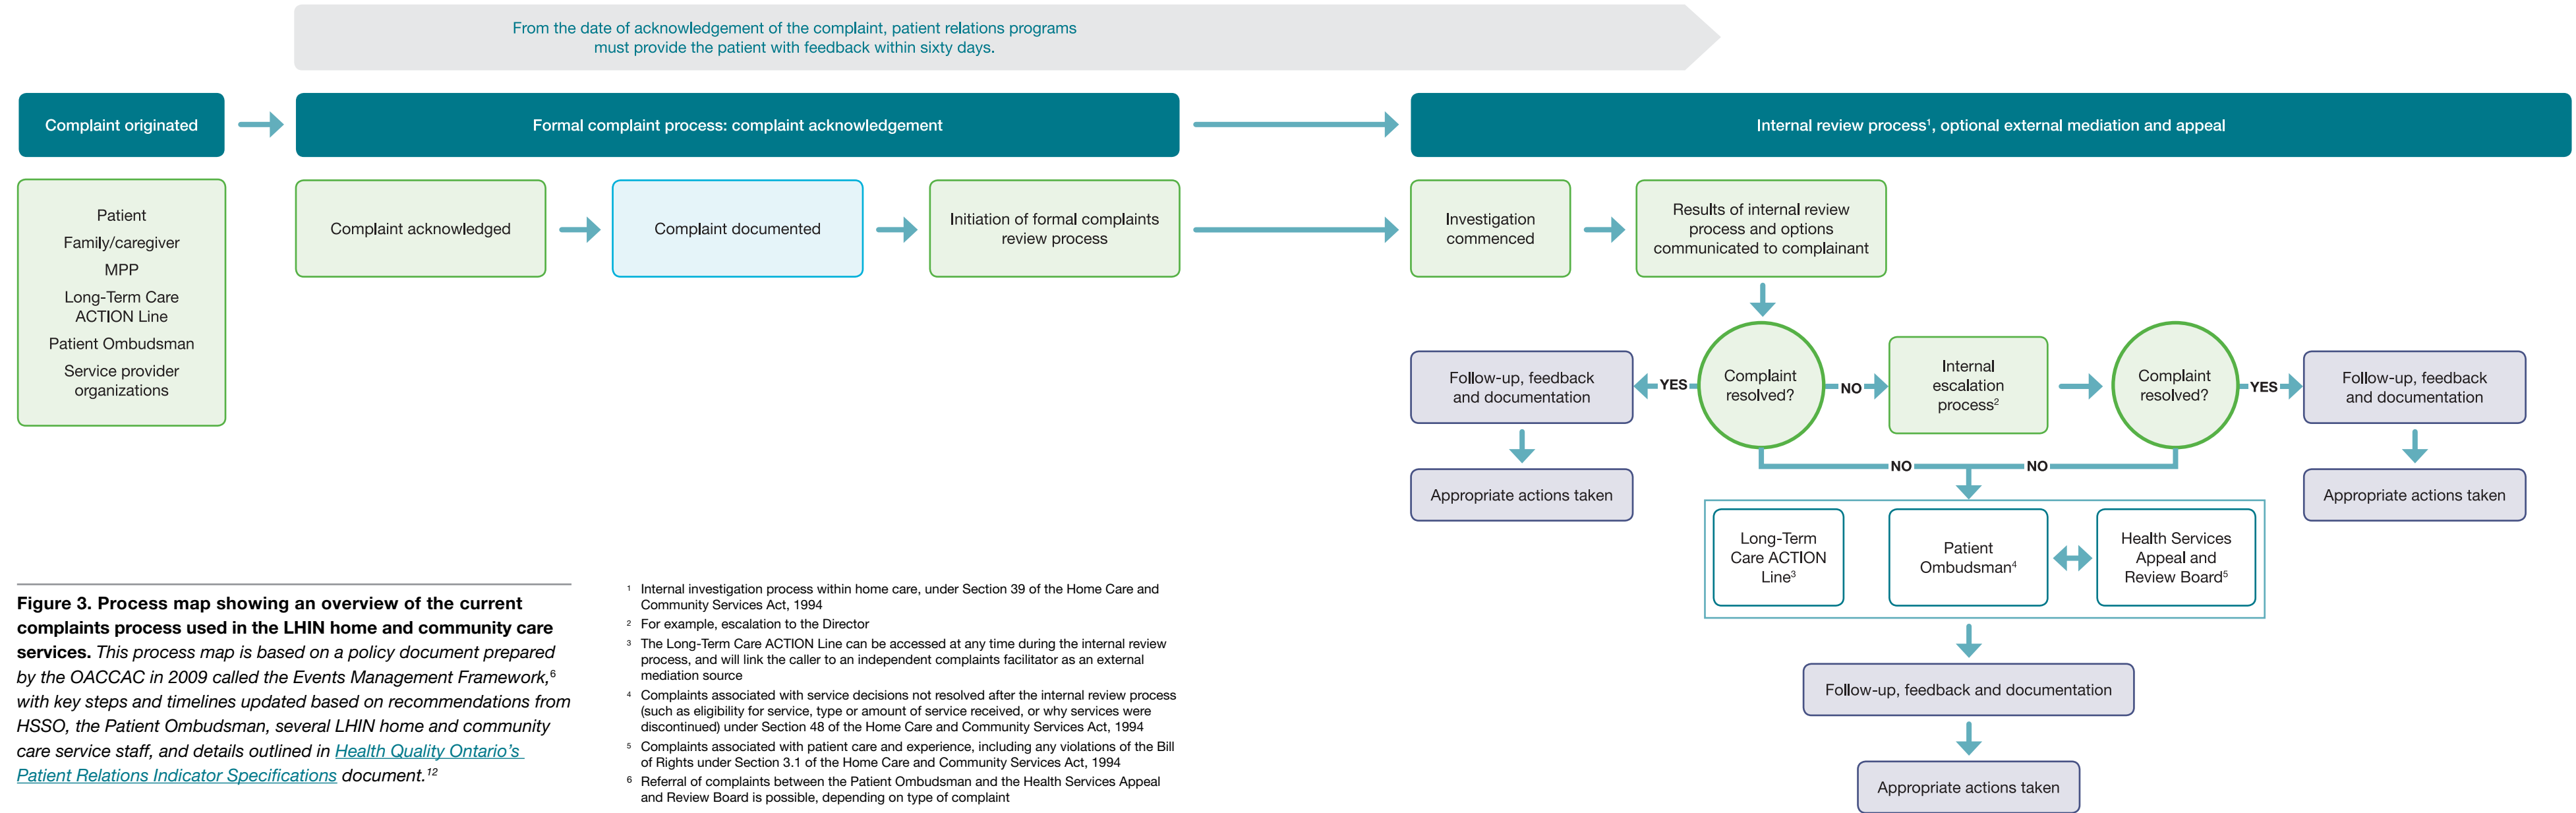 From the date of acknowledgement of the complaint, patient relations programs
must provide the patient with feedback within sixty days.
Complaint originated
Formal complaint process: complaint acknowledgement
Internal review process¹, optional external mediation and appeal
Patient
Family/caregiver
MPP
Long-Term Care
ACTION Line
Patient Ombudsman
Service provider
organizations
Complaint acknowledged
Complaint documented
Initiation of formal complaints
review process
Investigation
commenced
Results of internal review
process and options
communicated to complainant
Follow-up, feedback
and documentation
YES
Complaint
resolved?
NO
Internal
escalation
process²
Complaint
resolved?
YES
Follow-up, feedback
and documentation
Appropriate actions taken
NO
NO
Appropriate actions taken
Long-Term
Care ACTION
Line³
Patient
Ombudsman⁴
Health Services
Appeal and
Review Board⁵
Follow-up, feedback and documentation
Appropriate actions taken
Figure 3. Process map showing an overview of the current
complaints process used in the LHIN home and community care
services. This process map is based on a policy document prepared
by the OACCAC in 2009 called the Events Management Framework,⁶
with key steps and timelines updated based on recommendations from
HSSO, the Patient Ombudsman, several LHIN home and community
care service staff, and details outlined in Health Quality Ontario's
Patient Relations Indicator Specifications document.¹²
¹ Internal investigation process within home care, under Section 39 of the Home Care and
Community Services Act, 1994
² For example, escalation to the Director
³ The Long-Term Care ACTION Line can be accessed at any time during the internal review
process, and will link the caller to an independent complaints facilitator as an external
mediation source
⁴ Complaints associated with service decisions not resolved after the internal review process
(such as eligibility for service, type or amount of service received, or why services were
discontinued) under Section 48 of the Home Care and Community Services Act, 1994
⁵ Complaints associated with patient care and experience, including any violations of the Bill
of Rights under Section 3.1 of the Home Care and Community Services Act, 1994
⁶ Referral of complaints between the Patient Ombudsman and the Health Services Appeal
and Review Board is possible, depending on type of complaint